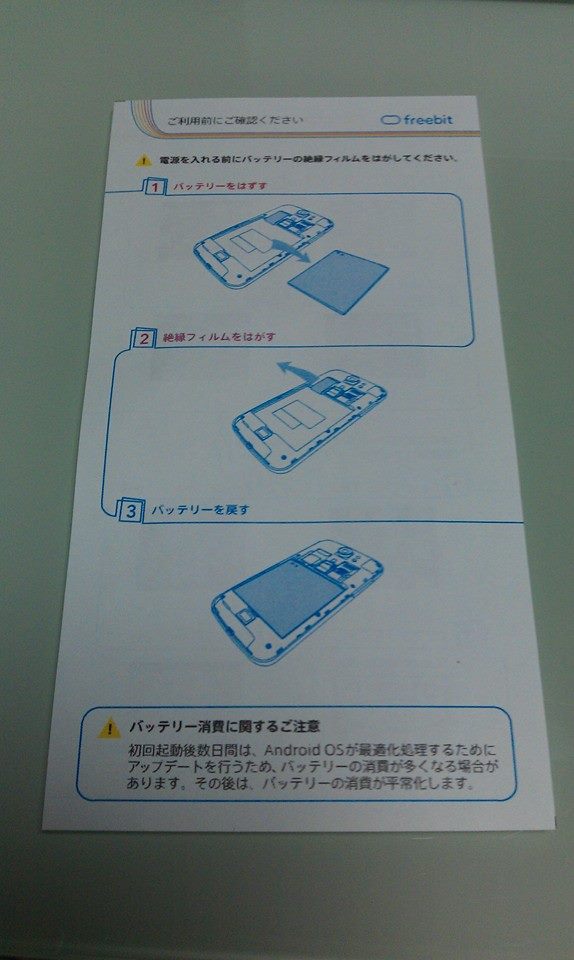 ご利用前にご確認ください
freebit
電源を入れる前にバッテリーの絶縁フィルムをはがしてください。
1 バッテリーをはずす
2 絶縁フィルムをはがす
3 バッテリーを戻す
バッテリー消費に関するご注意
初回起動後数日間は、Android OSが最適化処理するために
アップデートを行うため、バッテリーの消費が多くなる場合が
あります。その後は、バッテリーの消費が平常化します。